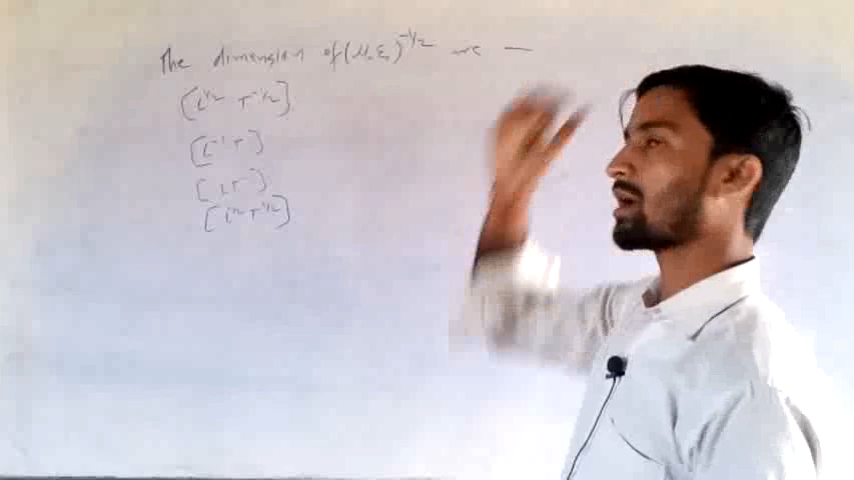 The dimension of (μ₀ε₀)^-1/2 are —
[L^1/2 T^-1/2]
[L^-1 T]
[L T^-1]
[L^1/2 T^1/2]